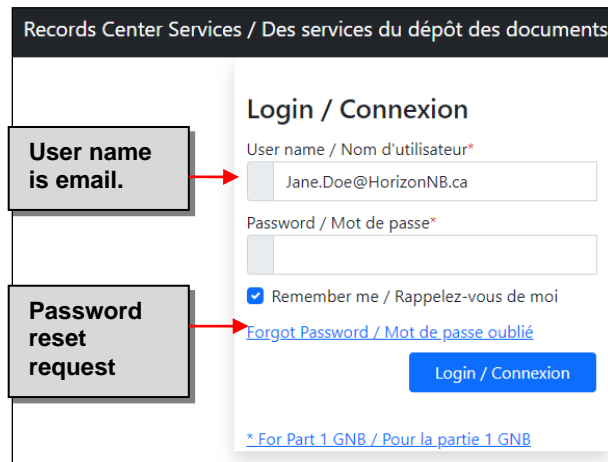 Records Center Services / Des services du dépôt des documents
Login / Connexion
User name / Nom d'utilisateur*
User name
is email.
Jane.Doe@HorizonNB.ca
Password / Mot de passe*
Remember me / Rappelez-vous de moi
Password
reset
request
Forgot Password / Mot de passe oublié
Login / Connexion
* For Part 1 GNB / Pour la partie 1 GNB